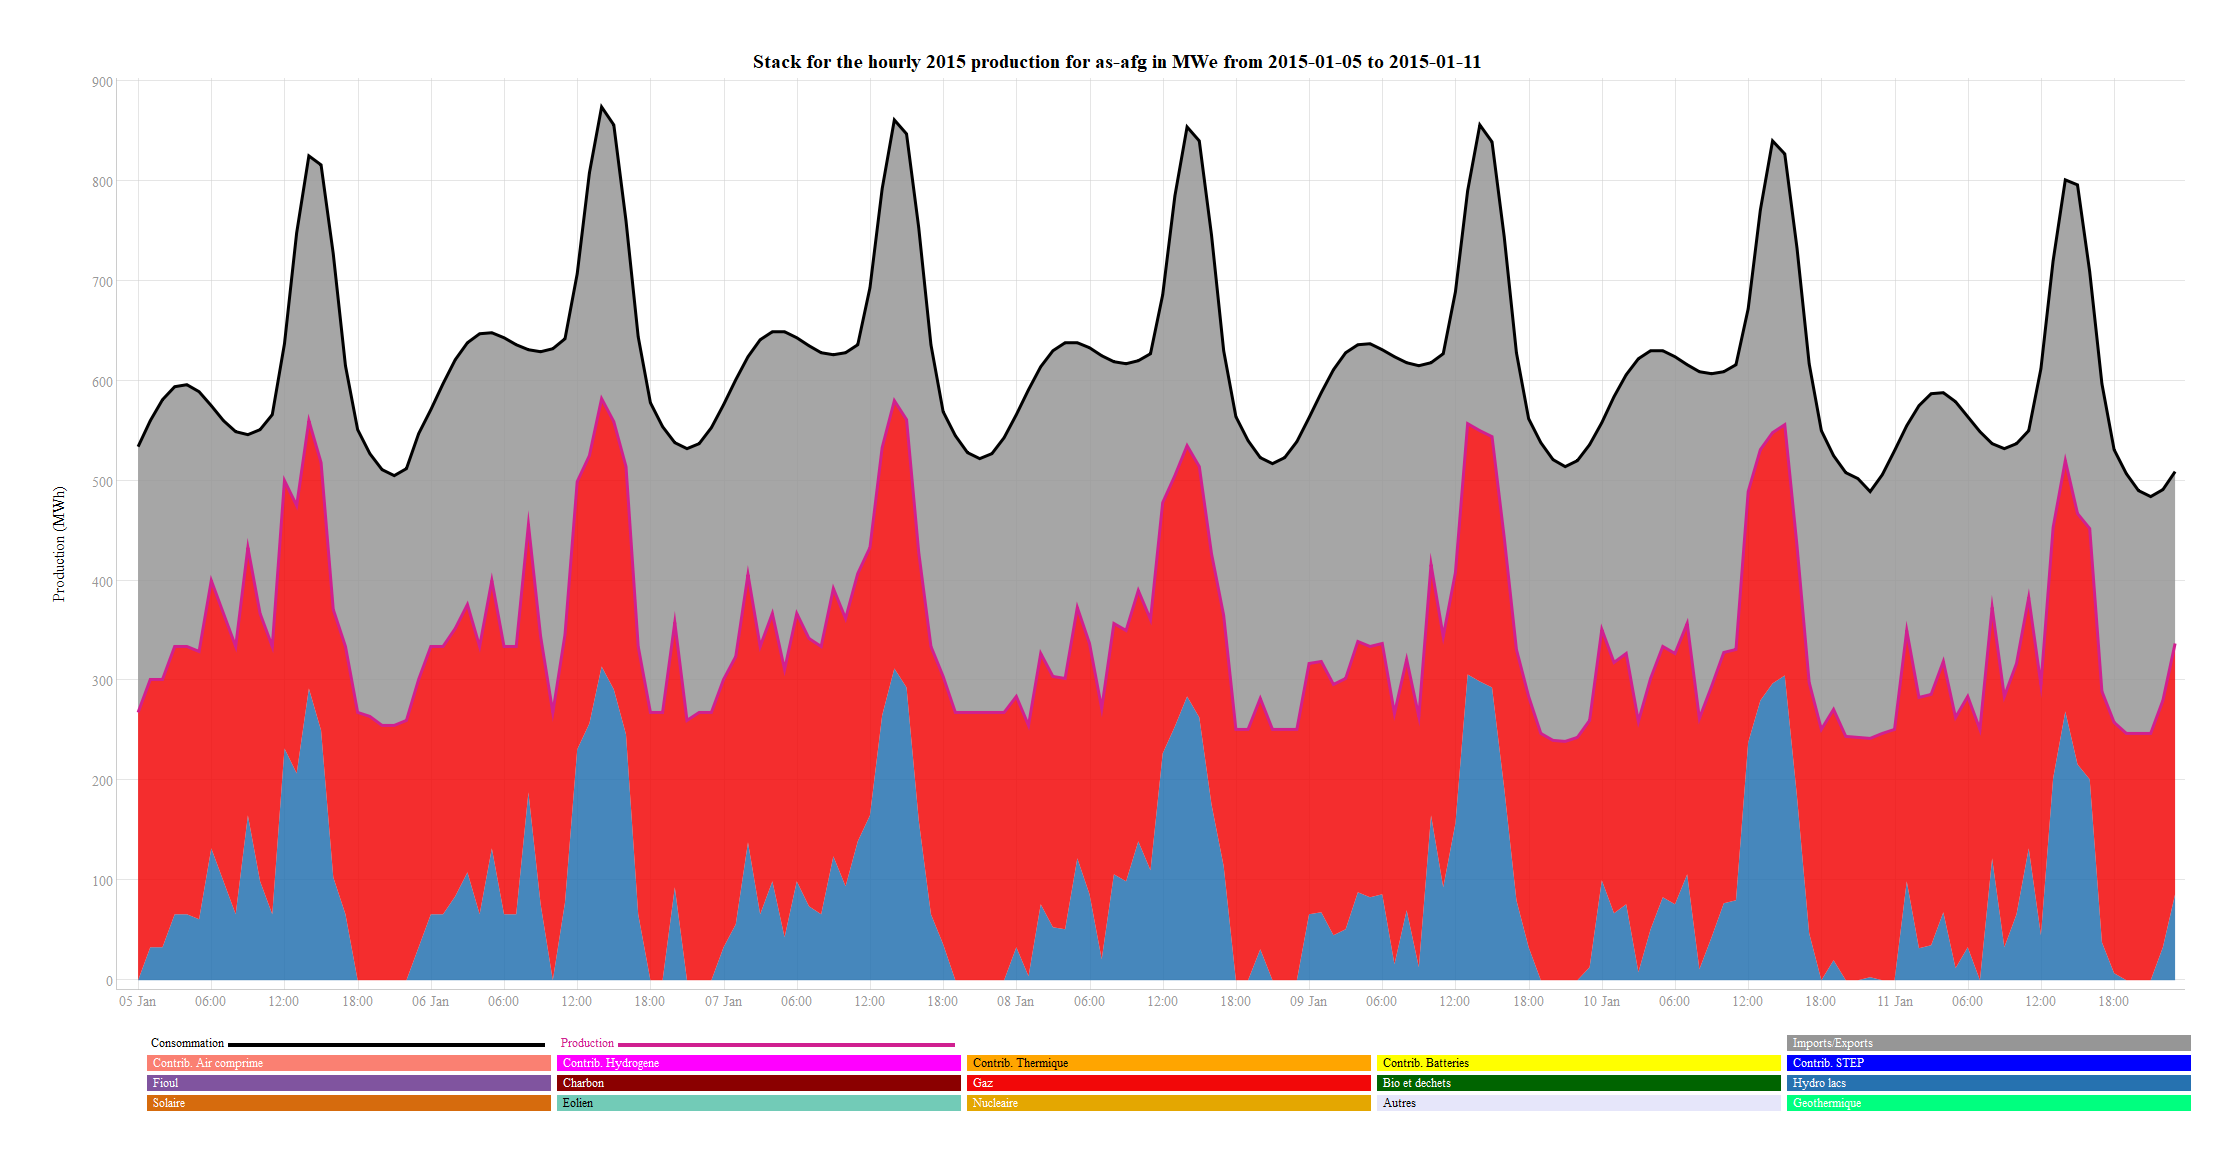 Stack for the hourly 2015 production for as-afg in MWe from 2015-01-05 to 2015-01-11
900
800
700
600
500
400
300
200
100
0
Production (MWh)
05 Jan 06:00 12:00 18:00 06 Jan 06:00 12:00 18:00 07 Jan 06:00 12:00 18:00 08 Jan 06:00 12:00 18:00 09 Jan 06:00 12:00 18:00 10 Jan 06:00 12:00 18:00 11 Jan 06:00 12:00 18:00
Consommation Production Imports/Exports
Contrib. Air comprime Contrib. Hydrogene Contrib. Thermique Contrib. Batteries Contrib. STEP
Fioul Charbon Gaz Bio et dechets Hydro lacs
Solaire Eolien Nucleaire Autres Geothermique